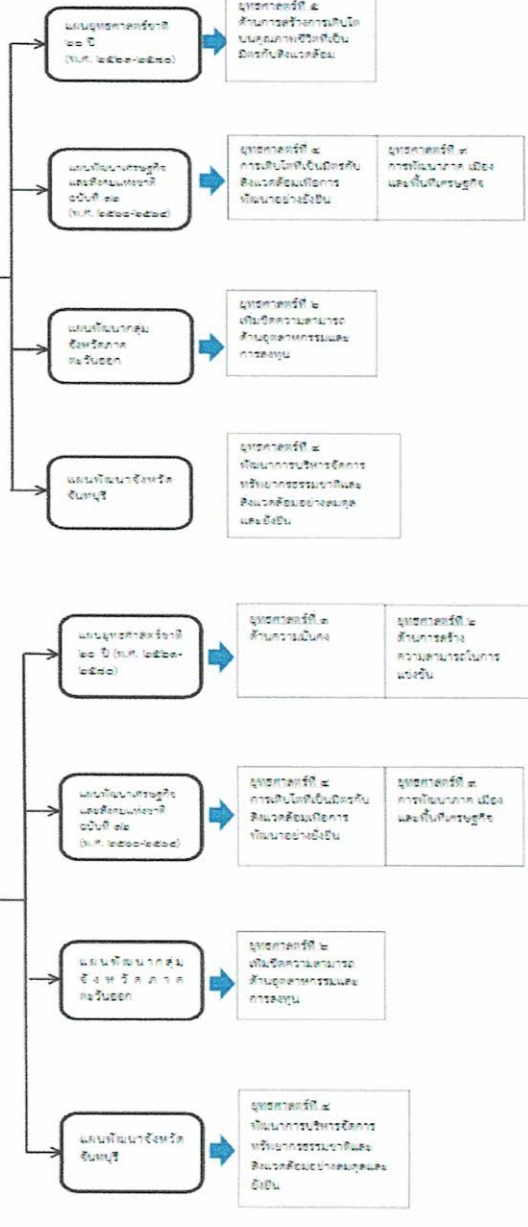 แผนยุทธศาสตร์ชาติ
๒๐ ปี
(พ.ศ. ๒๕๖๑-๒๕๘๐)
ยุทธศาสตร์ที่ ๕
ด้านการสร้างการเติบโต
บนคุณภาพชีวิตที่เป็น
มิตรกับสิ่งแวดล้อม
แผนพัฒนาเศรษฐกิจ
และสังคมแห่งชาติ
ฉบับที่ ๑๒
(พ.ศ. ๒๕๖๐-๒๕๖๔)
ยุทธศาสตร์ที่ ๔
การเติบโตที่เป็นมิตรกับ
สิ่งแวดล้อมเพื่อการ
พัฒนาอย่างยั่งยืน
ยุทธศาสตร์ที่ ๙
การพัฒนาภาค เมือง
และพื้นที่เศรษฐกิจ
แผนพัฒนากลุ่ม
จังหวัดภาค
ตะวันออก
ยุทธศาสตร์ที่ ๒
เพิ่มขีดความสามารถ
ด้านอุตสาหกรรมและ
การลงทุน
แผนพัฒนาจังหวัด
จันทบุรี
ยุทธศาสตร์ที่ ๔
พัฒนาการบริหารจัดการ
ทรัพยากรธรรมชาติและ
สิ่งแวดล้อมอย่างสมดุล
และยั่งยืน
แผนยุทธศาสตร์ชาติ
๒๐ ปี (พ.ศ. ๒๕๖๑-
๒๕๘๐)
ยุทธศาสตร์ที่ ๑
ด้านความมั่นคง
ยุทธศาสตร์ที่ ๒
ด้านการสร้าง
ความสามารถในการ
แข่งขัน
แผนพัฒนาเศรษฐกิจ
และสังคมแห่งชาติ
ฉบับที่ ๑๒
(พ.ศ. ๒๕๖๐-๒๕๖๔)
ยุทธศาสตร์ที่ ๔
การเติบโตที่เป็นมิตรกับ
สิ่งแวดล้อมเพื่อการ
พัฒนาอย่างยั่งยืน
ยุทธศาสตร์ที่ ๙
การพัฒนาภาค เมือง
และพื้นที่เศรษฐกิจ
แผนพัฒนากลุ่ม
จังหวัดภาค
ตะวันออก
ยุทธศาสตร์ที่ ๒
เพิ่มขีดความสามารถ
ด้านอุตสาหกรรมและ
การลงทุน
แผนพัฒนาจังหวัด
จันทบุรี
ยุทธศาสตร์ที่ ๔
พัฒนาการบริหารจัดการ
ทรัพยากรธรรมชาติและ
สิ่งแวดล้อมอย่างสมดุลและ
ยั่งยืน